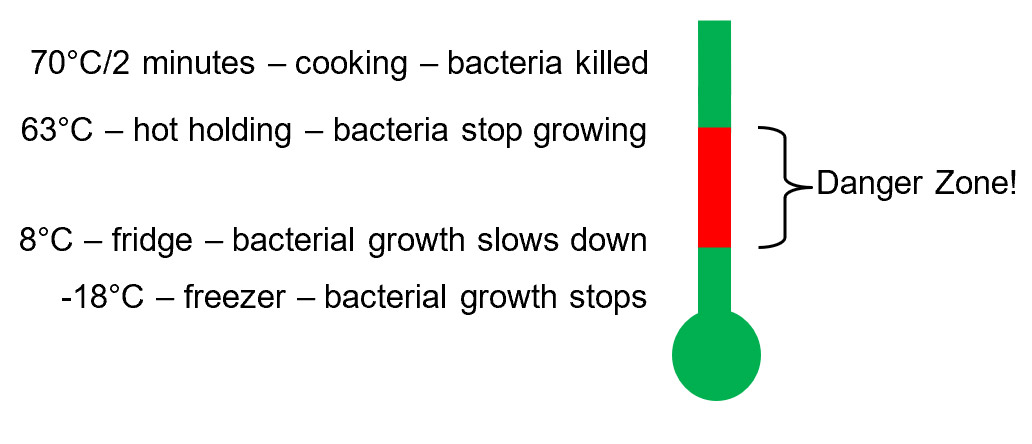 70°C/2 minutes – cooking – bacteria killed
63°C – hot holding – bacteria stop growing
Danger Zone!
8°C – fridge – bacterial growth slows down
-18°C – freezer – bacterial growth stops